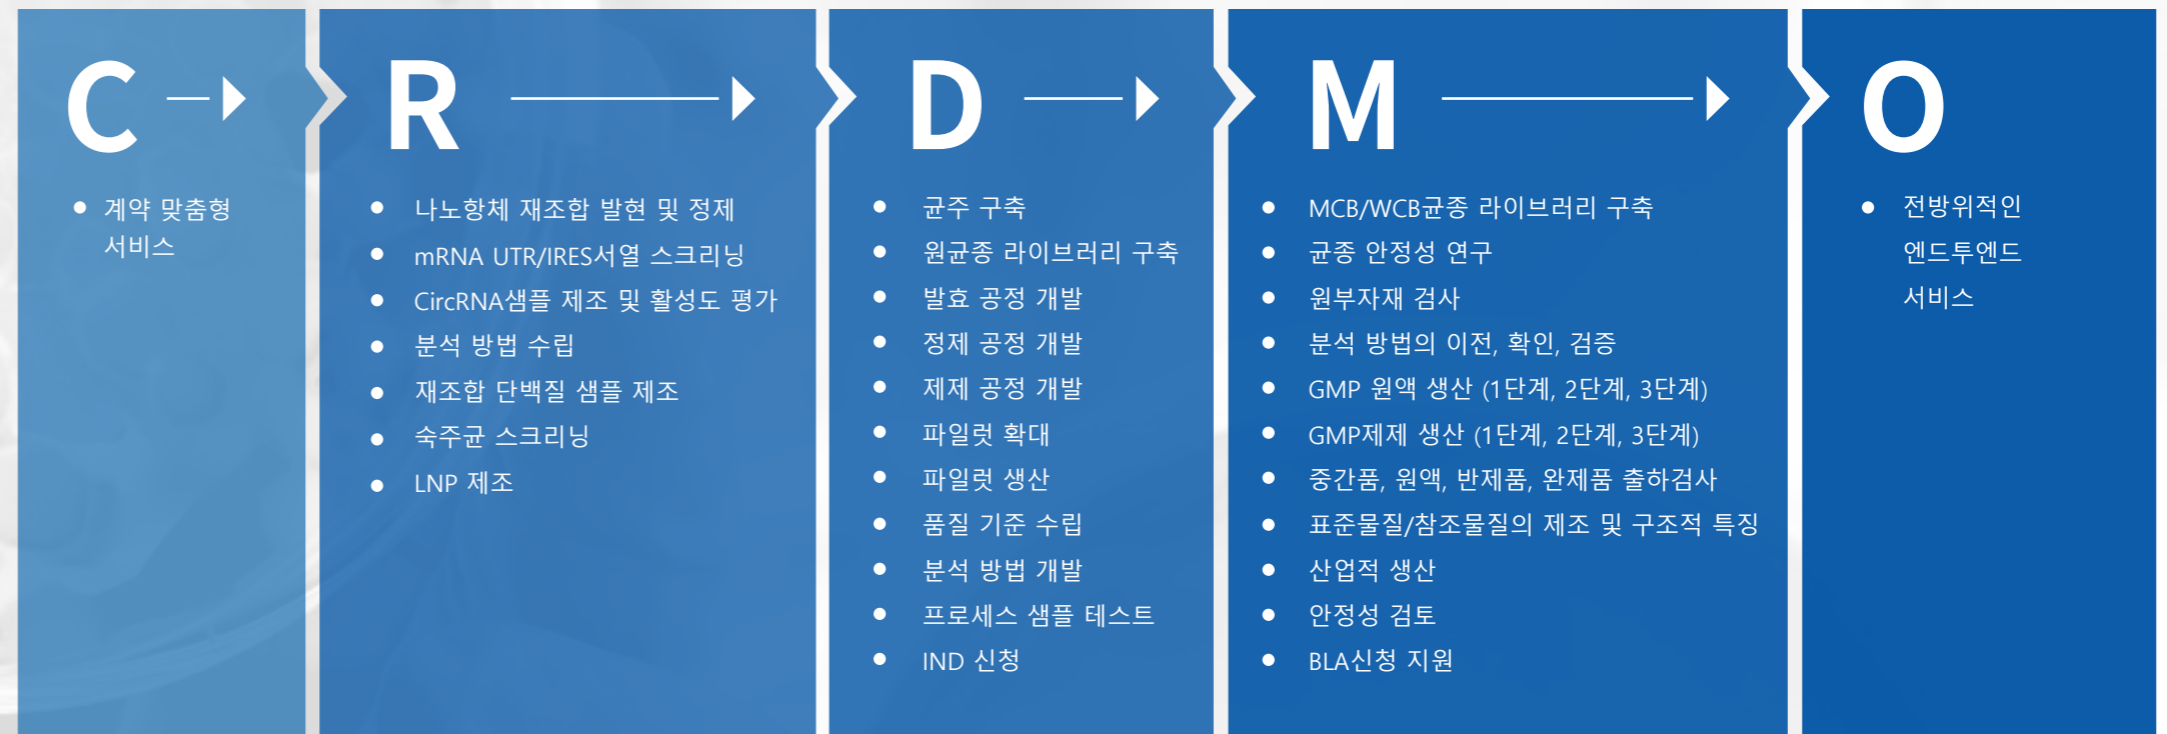 C
계약 맞춤형
서비스
R
나노항체 재조합 발현 및 정제
mRNA UTR/IRES서열 스크리닝
CircRNA샘플 제조 및 활성도 평가
분석 방법 수립
재조합 단백질 샘플 제조
숙주균 스크리닝
LNP 제조
D
균주 구축
원균종 라이브러리 구축
발효 공정 개발
정제 공정 개발
제제 공정 개발
파일럿 확대
파일럿 생산
품질 기준 수립
분석 방법 개발
프로세스 샘플 테스트
IND 신청
M
MCB/WCB균종 라이브러리 구축
균종 안정성 연구
원부자재 검사
분석 방법의 이전, 확인, 검증
GMP 원액 생산 (1단계, 2단계, 3단계)
GMP제제 생산 (1단계, 2단계, 3단계)
중간품, 원액, 반제품, 완제품 출하검사
표준물질/참조물질의 제조 및 구조적 특징
산업적 생산
안정성 검토
BLA신청 지원
O
전방위적인
엔드투엔드
서비스